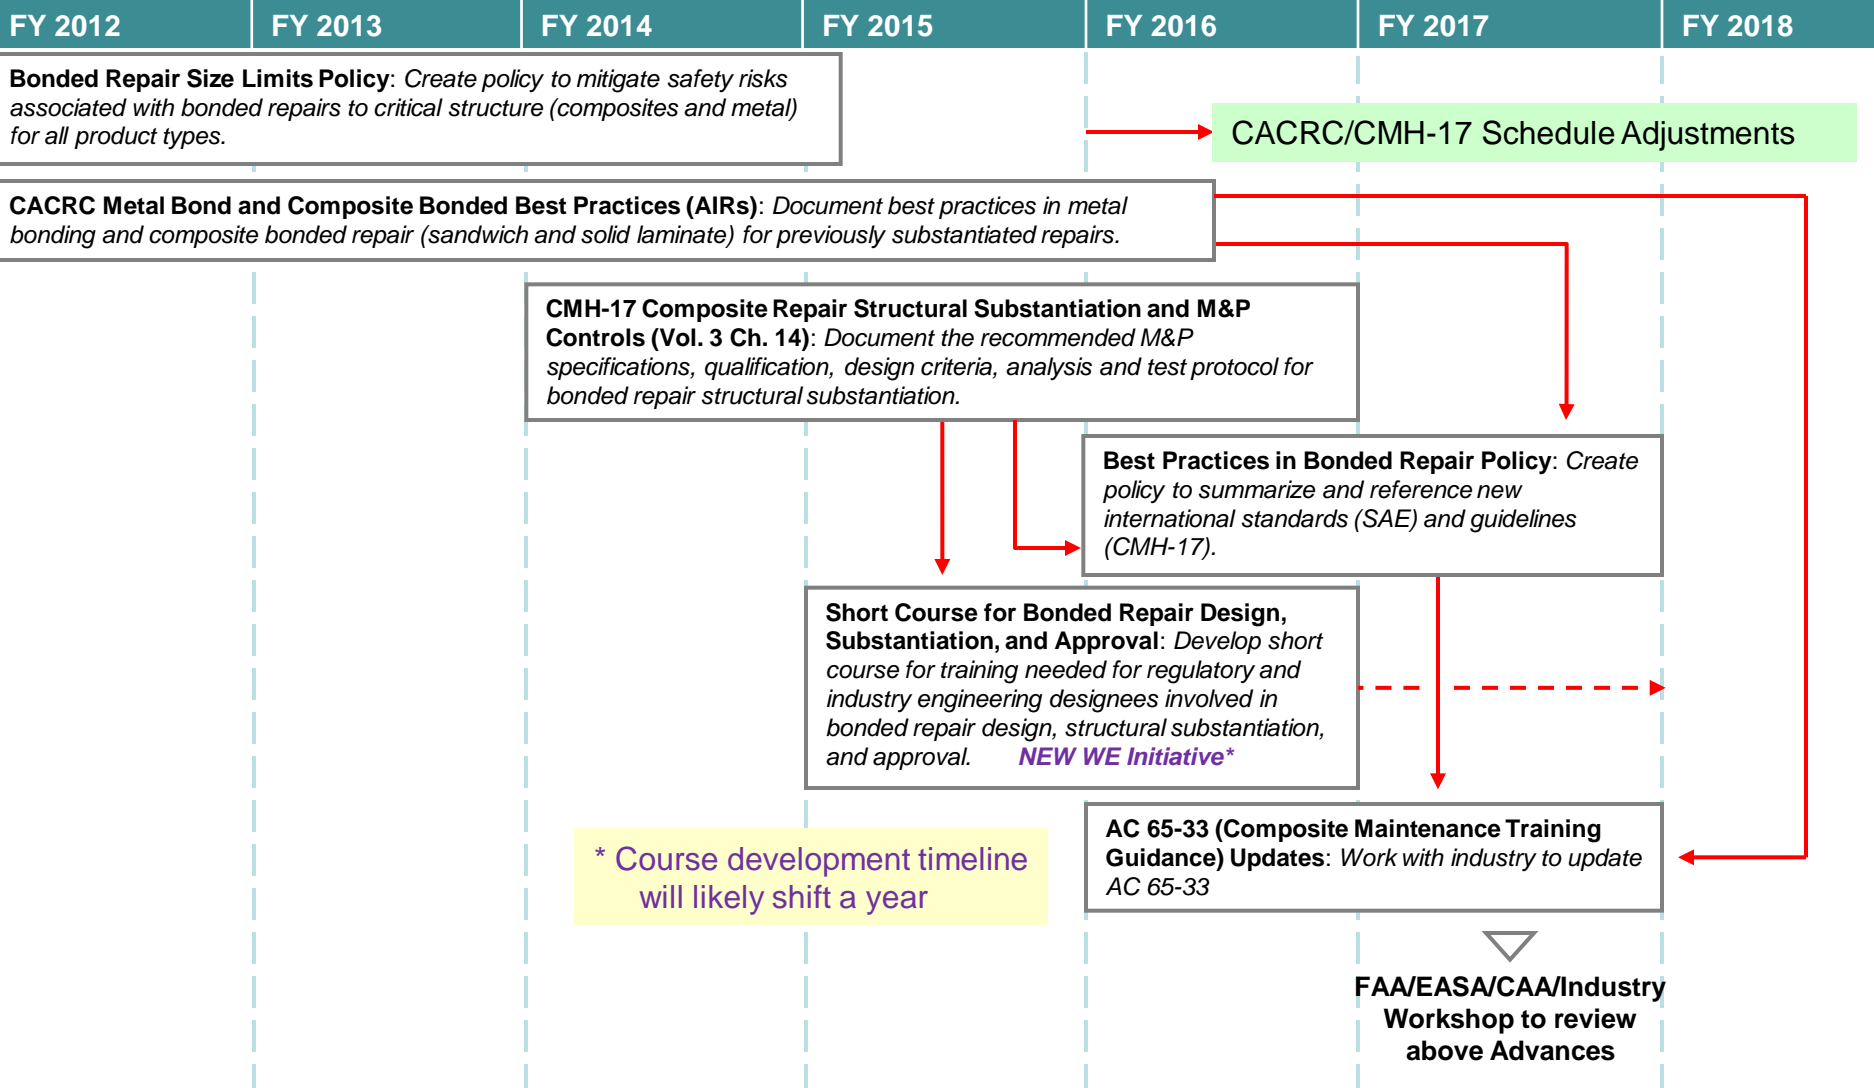 FY 2012 FY 2013 FY 2014 FY 2015 FY 2016 FY 2017 FY 2018
Bonded Repair Size Limits Policy: Create policy to mitigate safety risks
associated with bonded repairs to critical structure (composites and metal)
for all product types.
CACRC/CMH-17 Schedule Adjustments
CACRC Metal Bond and Composite Bonded Best Practices (AIRs): Document best practices in metal
bonding and composite bonded repair (sandwich and solid laminate) for previously substantiated repairs.
CMH-17 Composite Repair Structural Substantiation and M&P
Controls (Vol. 3 Ch. 14): Document the recommended M&P
specifications, qualification, design criteria, analysis and test protocol for
bonded repair structural substantiation.
Best Practices in Bonded Repair Policy: Create
policy to summarize and reference new
international standards (SAE) and guidelines
(CMH-17).
Short Course for Bonded Repair Design,
Substantiation, and Approval: Develop short
course for training needed for regulatory and
industry engineering designees involved in
bonded repair design, structural substantiation,
and approval. NEW WE Initiative*
AC 65-33 (Composite Maintenance Training
Guidance) Updates: Work with industry to update
AC 65-33
* Course development timeline
will likely shift a year
FAA/EASA/CAA/Industry
Workshop to review
above Advances